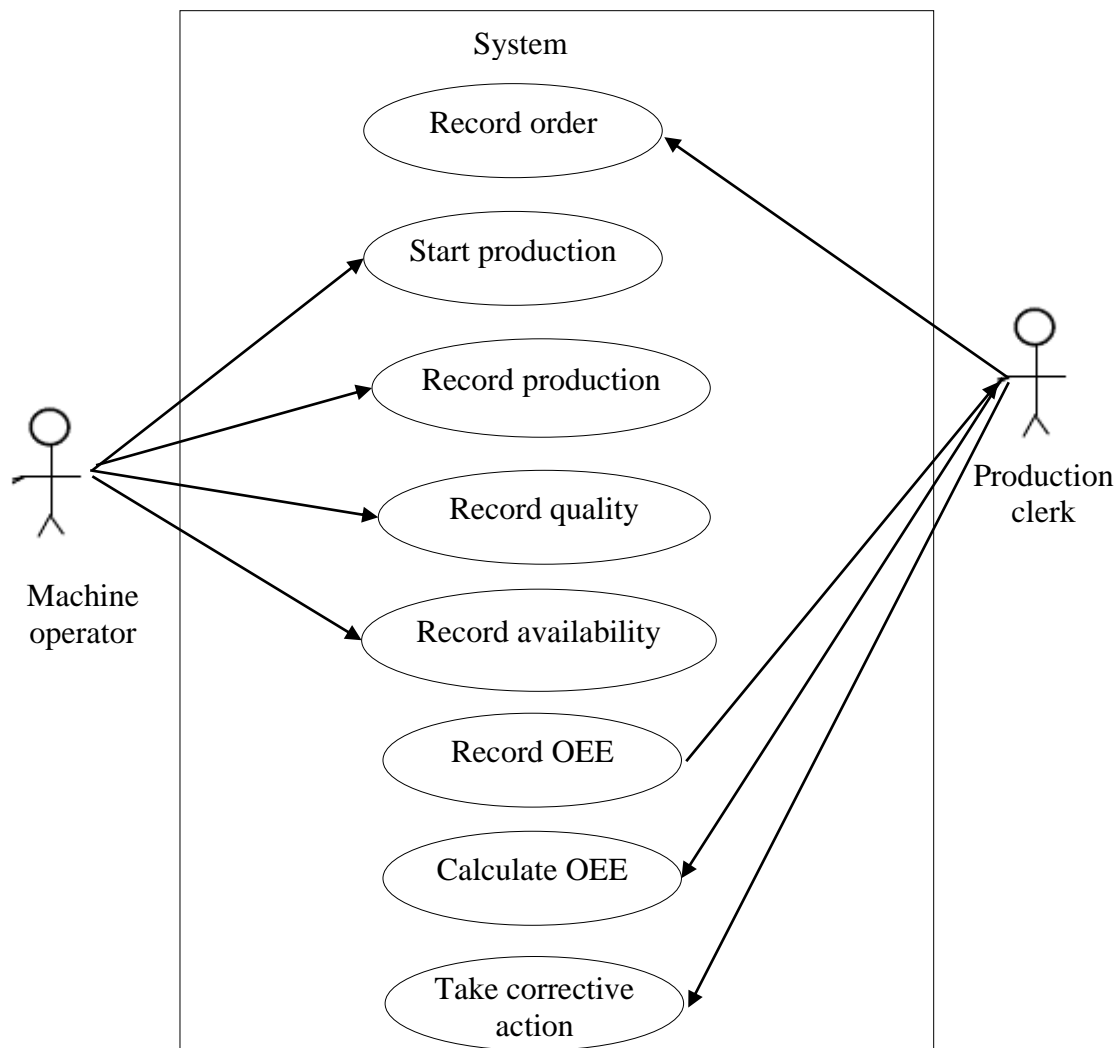 System
Record order
Start production
Record production
Record quality
Record availability
Record OEE
Calculate OEE
Take corrective
action
Machine
operator
Production
clerk